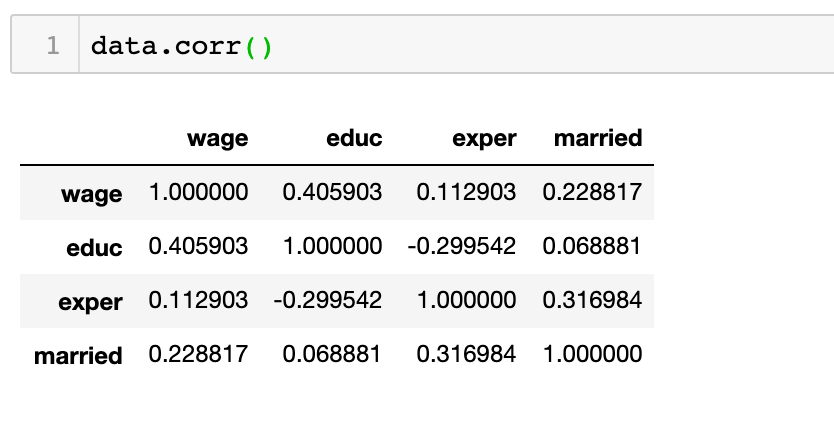 1 data.corr()
wage educ exper married
wage 1.000000 0.405903 0.112903 0.228817
educ 0.405903 1.000000 -0.299542 0.068881
exper 0.112903 -0.299542 1.000000 0.316984
married 0.228817 0.068881 0.316984 1.000000